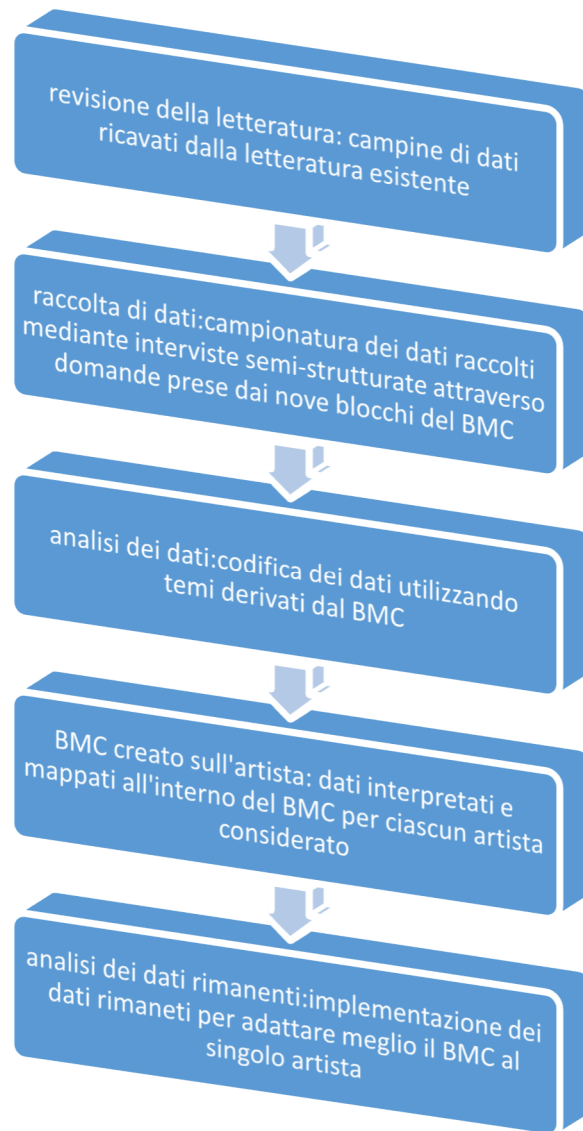 revisione della letteratura: campine di dati
ricavati dalla letteratura esistente
raccolta di dati:campionatura dei dati raccolti
mediante interviste semi-strutturate attraverso
domande prese dai nove blocchi del BMC
analisi dei dati:codifica dei dati utilizzando
temi derivati dal BMC
BMC creato sull'artista: dati interpretati e
mappati all'interno del BMC per ciascun artista
considerato
analisi dei dati rimanenti:implementazione dei
dati rimaneti per adattare meglio il BMC al
singolo artista